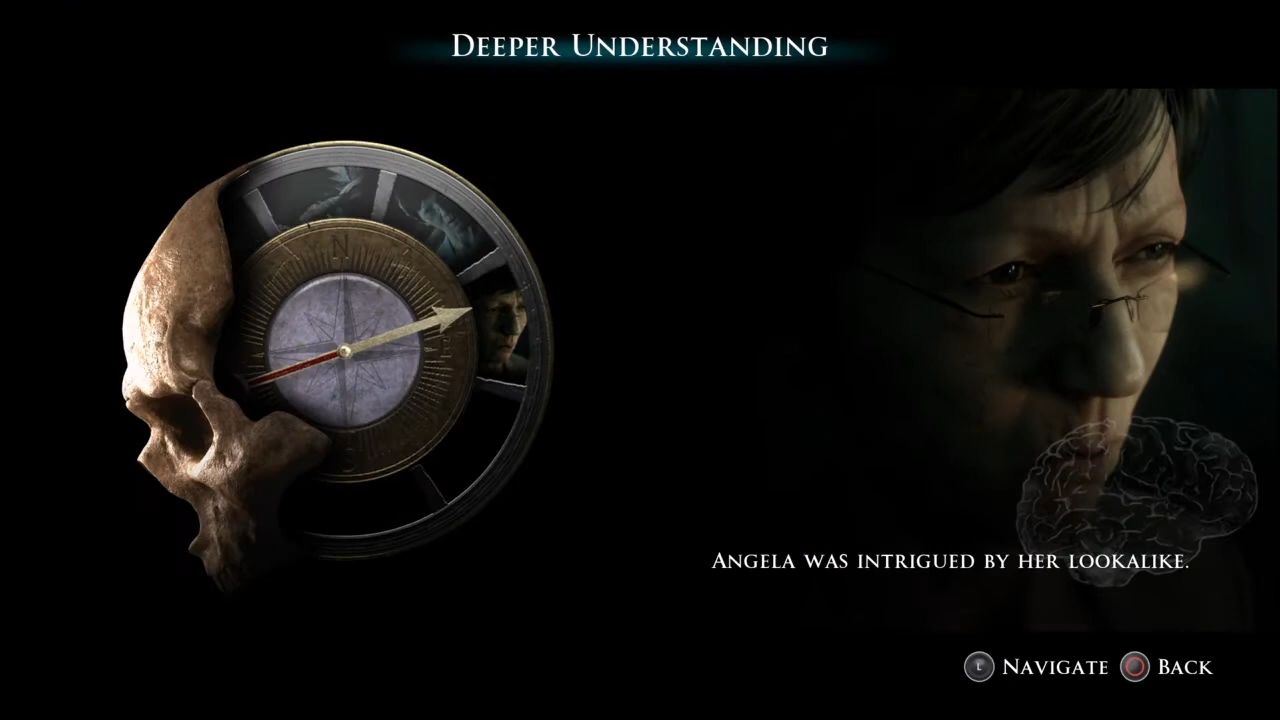 Deeper Understanding
N
Angela was intrigued by her lookalike.
L Navigate Back